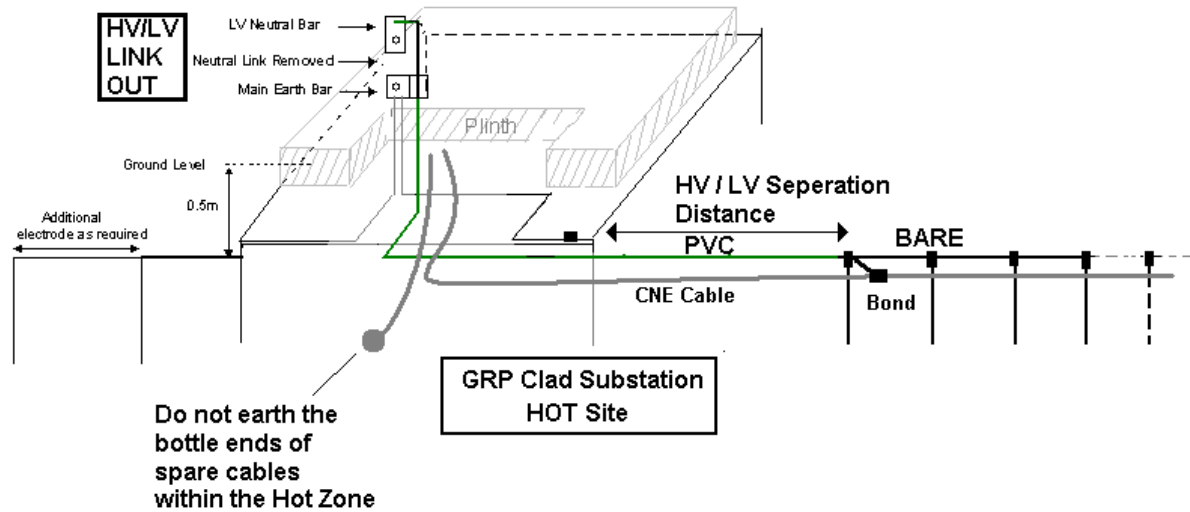 HV/LV
LINK
OUT
LV Neutral Bar
Neutral Link Removed
Main Earth Bar
Plinth
Ground Level
0.5m
Additional
electrode as required
HV / LV Seperation
Distance
PVC
BARE
CNE Cable
Bond
GRP Clad Substation
HOT Site
Do not earth the
bottle ends of
spare cables
within the Hot Zone